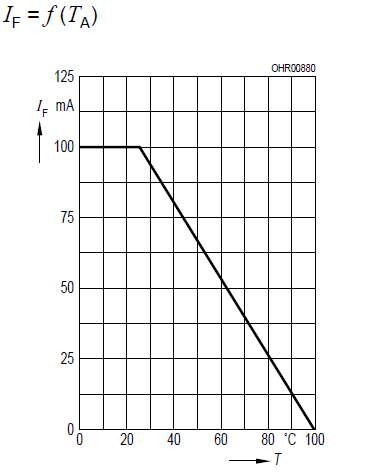 IF = f (TA)
OHR00880
125
IF mA
100
75
50
25
0
0 20 40 60 80 °C 100
T